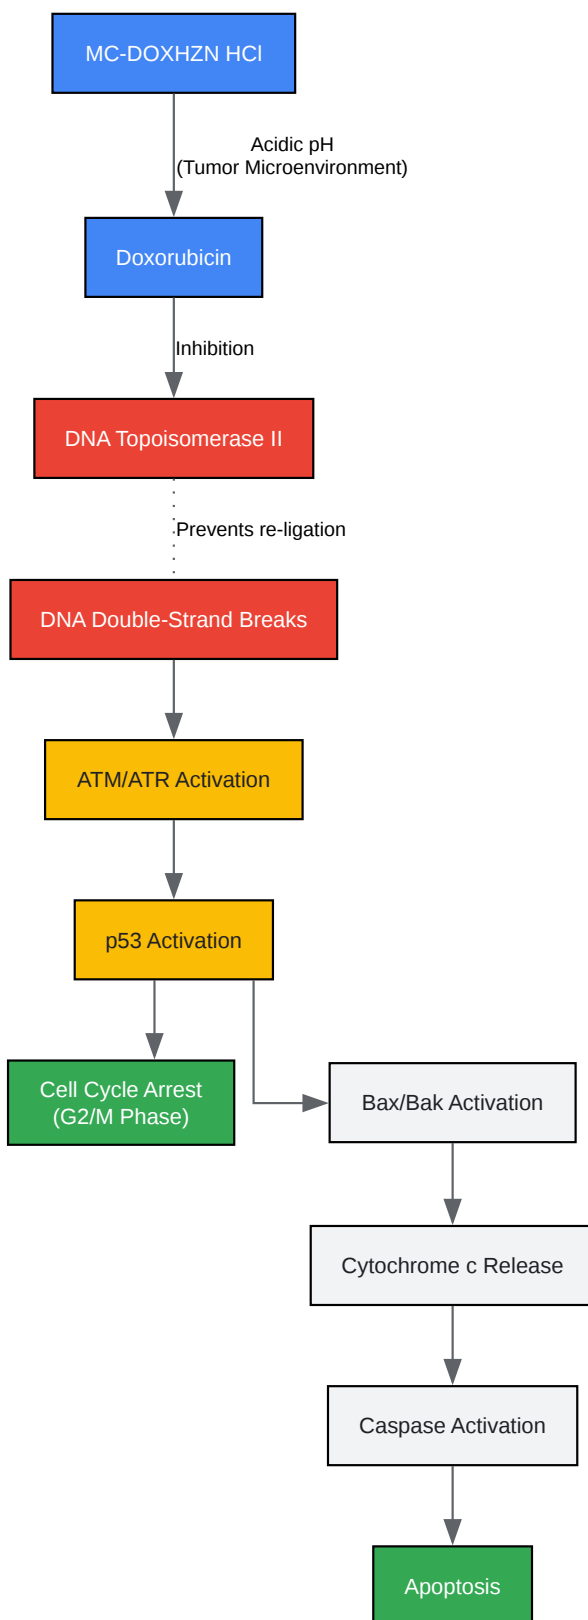 MC-DOXHZN HCl
Acidic pH
(Tumor Microenvironment)
Doxorubicin
Inhibition
DNA Topoisomerase II
Prevents re-ligation
DNA Double-Strand Breaks
ATM/ATR Activation
p53 Activation
Cell Cycle Arrest
(G2/M Phase)
Bax/Bak Activation
Cytochrome c Release
Caspase Activation
Apoptosis